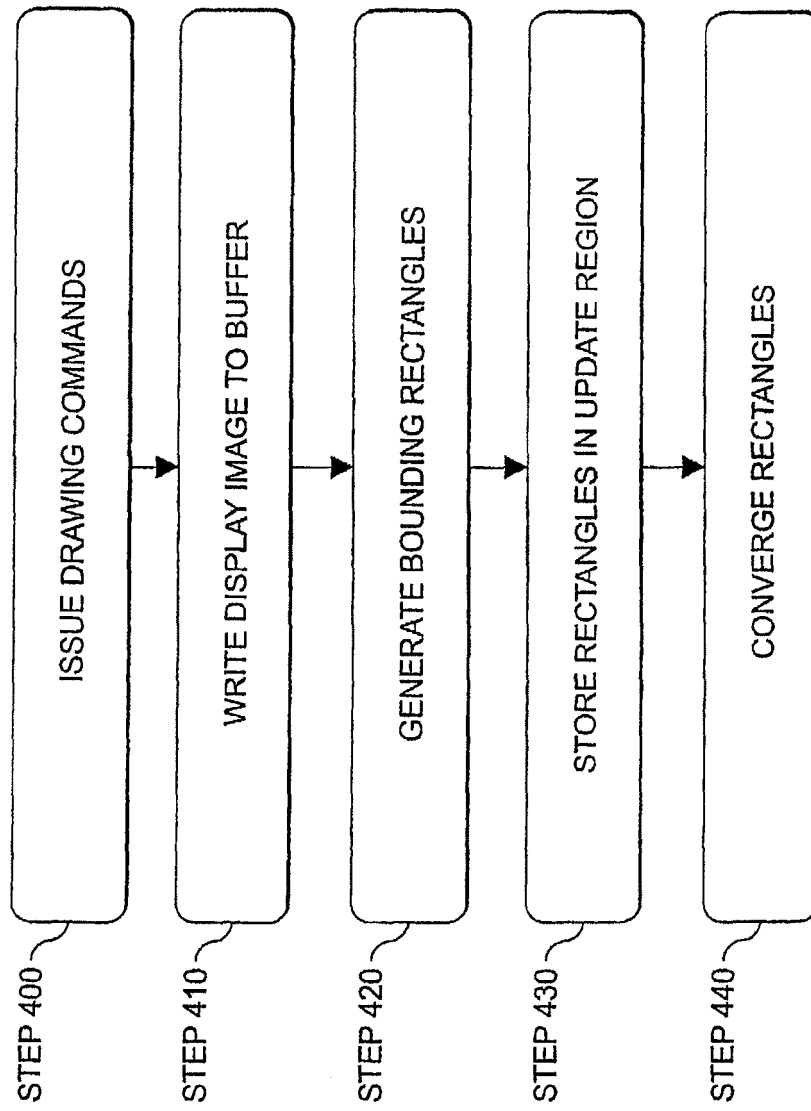 STEP 400
ISSUE DRAWING COMMANDS
STEP 410
WRITE DISPLAY IMAGE TO BUFFER
STEP 420
GENERATE BOUNDING RECTANGLES
STEP 430
STORE RECTANGLES IN UPDATE REGION
STEP 440
CONVERGE RECTANGLES